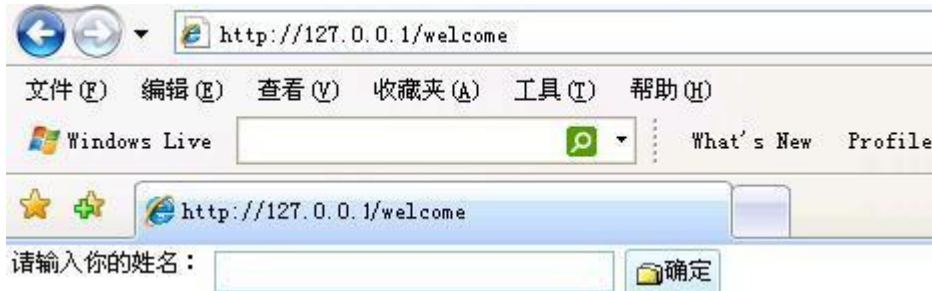 http://127.0.0.1/welcome
文件(F) 编辑(E) 查看(V) 收藏夹(A) 工具(T) 帮助(H)
Windows Live What's New Profile
http://127.0.0.1/welcome
请输入你的姓名： 确定